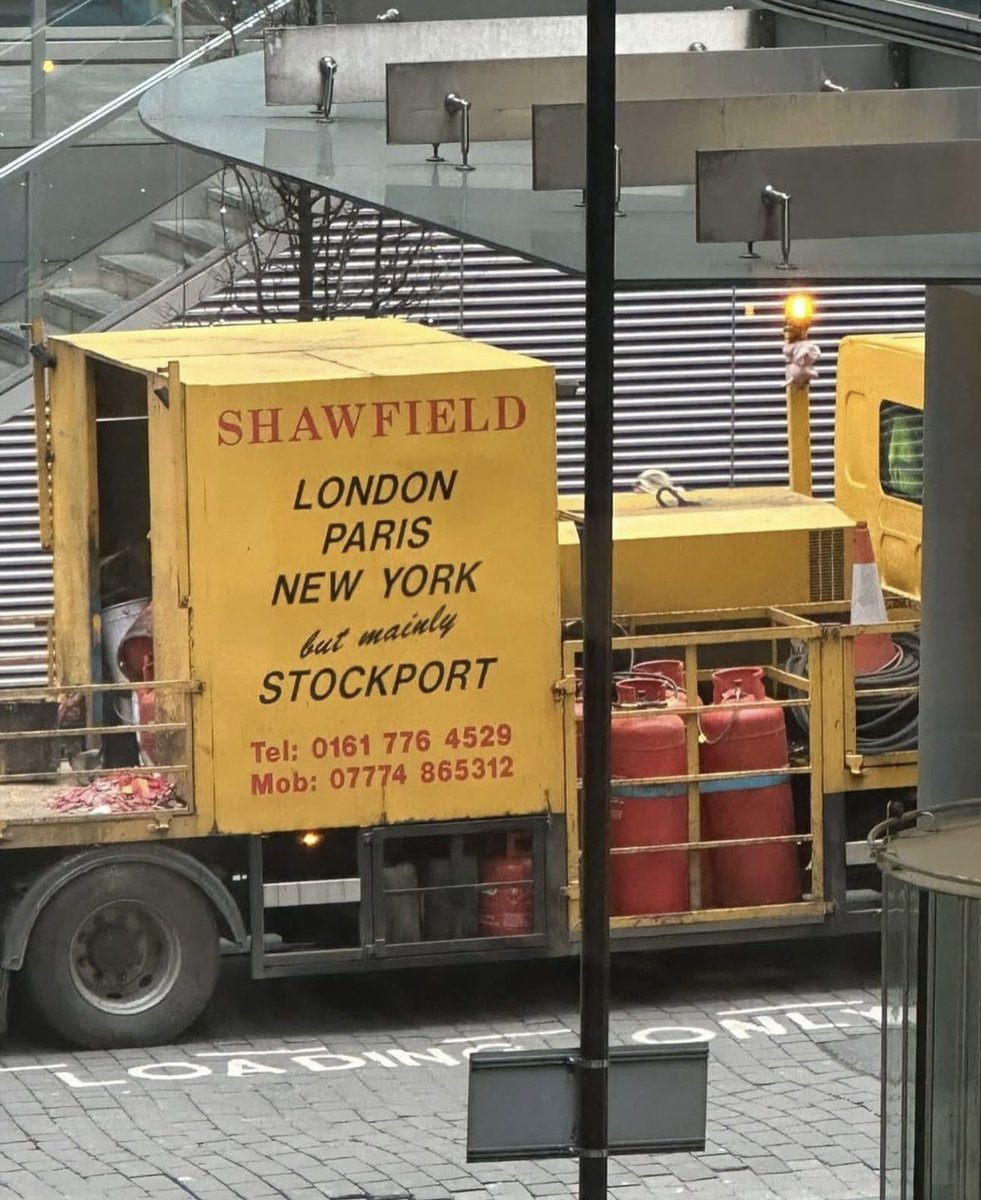 SHAWFIELD
LONDON
PARIS
NEW YORK
but mainly
STOCKPORT
Tel: 0161 776 4529
Mob: 07774 865312
LOADING ONLY